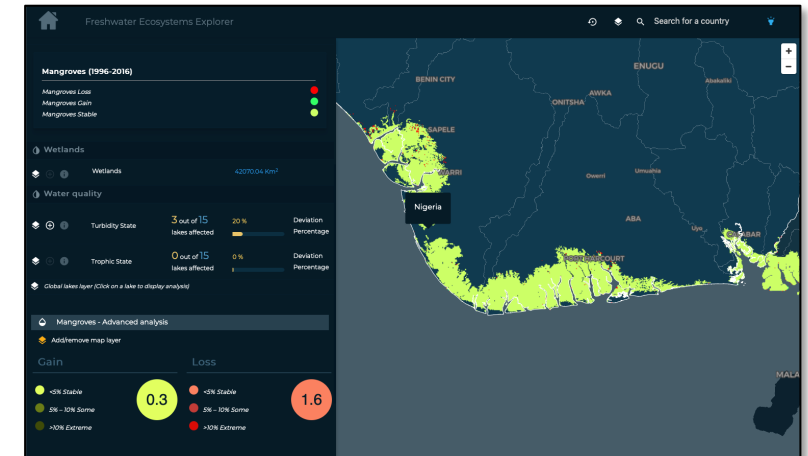 Freshwater Ecosystems Explorer
Search for a country
Mangroves (1996-2016)
Mangroves Loss
Mangroves Gain
Mangroves Stable
Wetlands
Wetlands 42070.04 Km²
Water quality
Turbidity State 3 out of 15 lakes affected 20 % Deviation Percentage
Trophic State 0 out of 15 lakes affected 0 % Deviation Percentage
Global lakes layer (Click on a lake to display analysis)
Mangroves - Advanced analysis
Add/remove map layer
Gain Loss
<5% Stable
5% – 10% Some
>10% Extreme
0.3
<5% Stable
5% – 10% Some
>10% Extreme
1.6
+
−
ENUGU
BENIN CITY
Abakaliki
AWKA
ONITSHA
SAPELE
WARRI
Owerri
Umuahia
Nigeria
ABA
Uyo
CALABAR
PORT HARCOURT
MALA